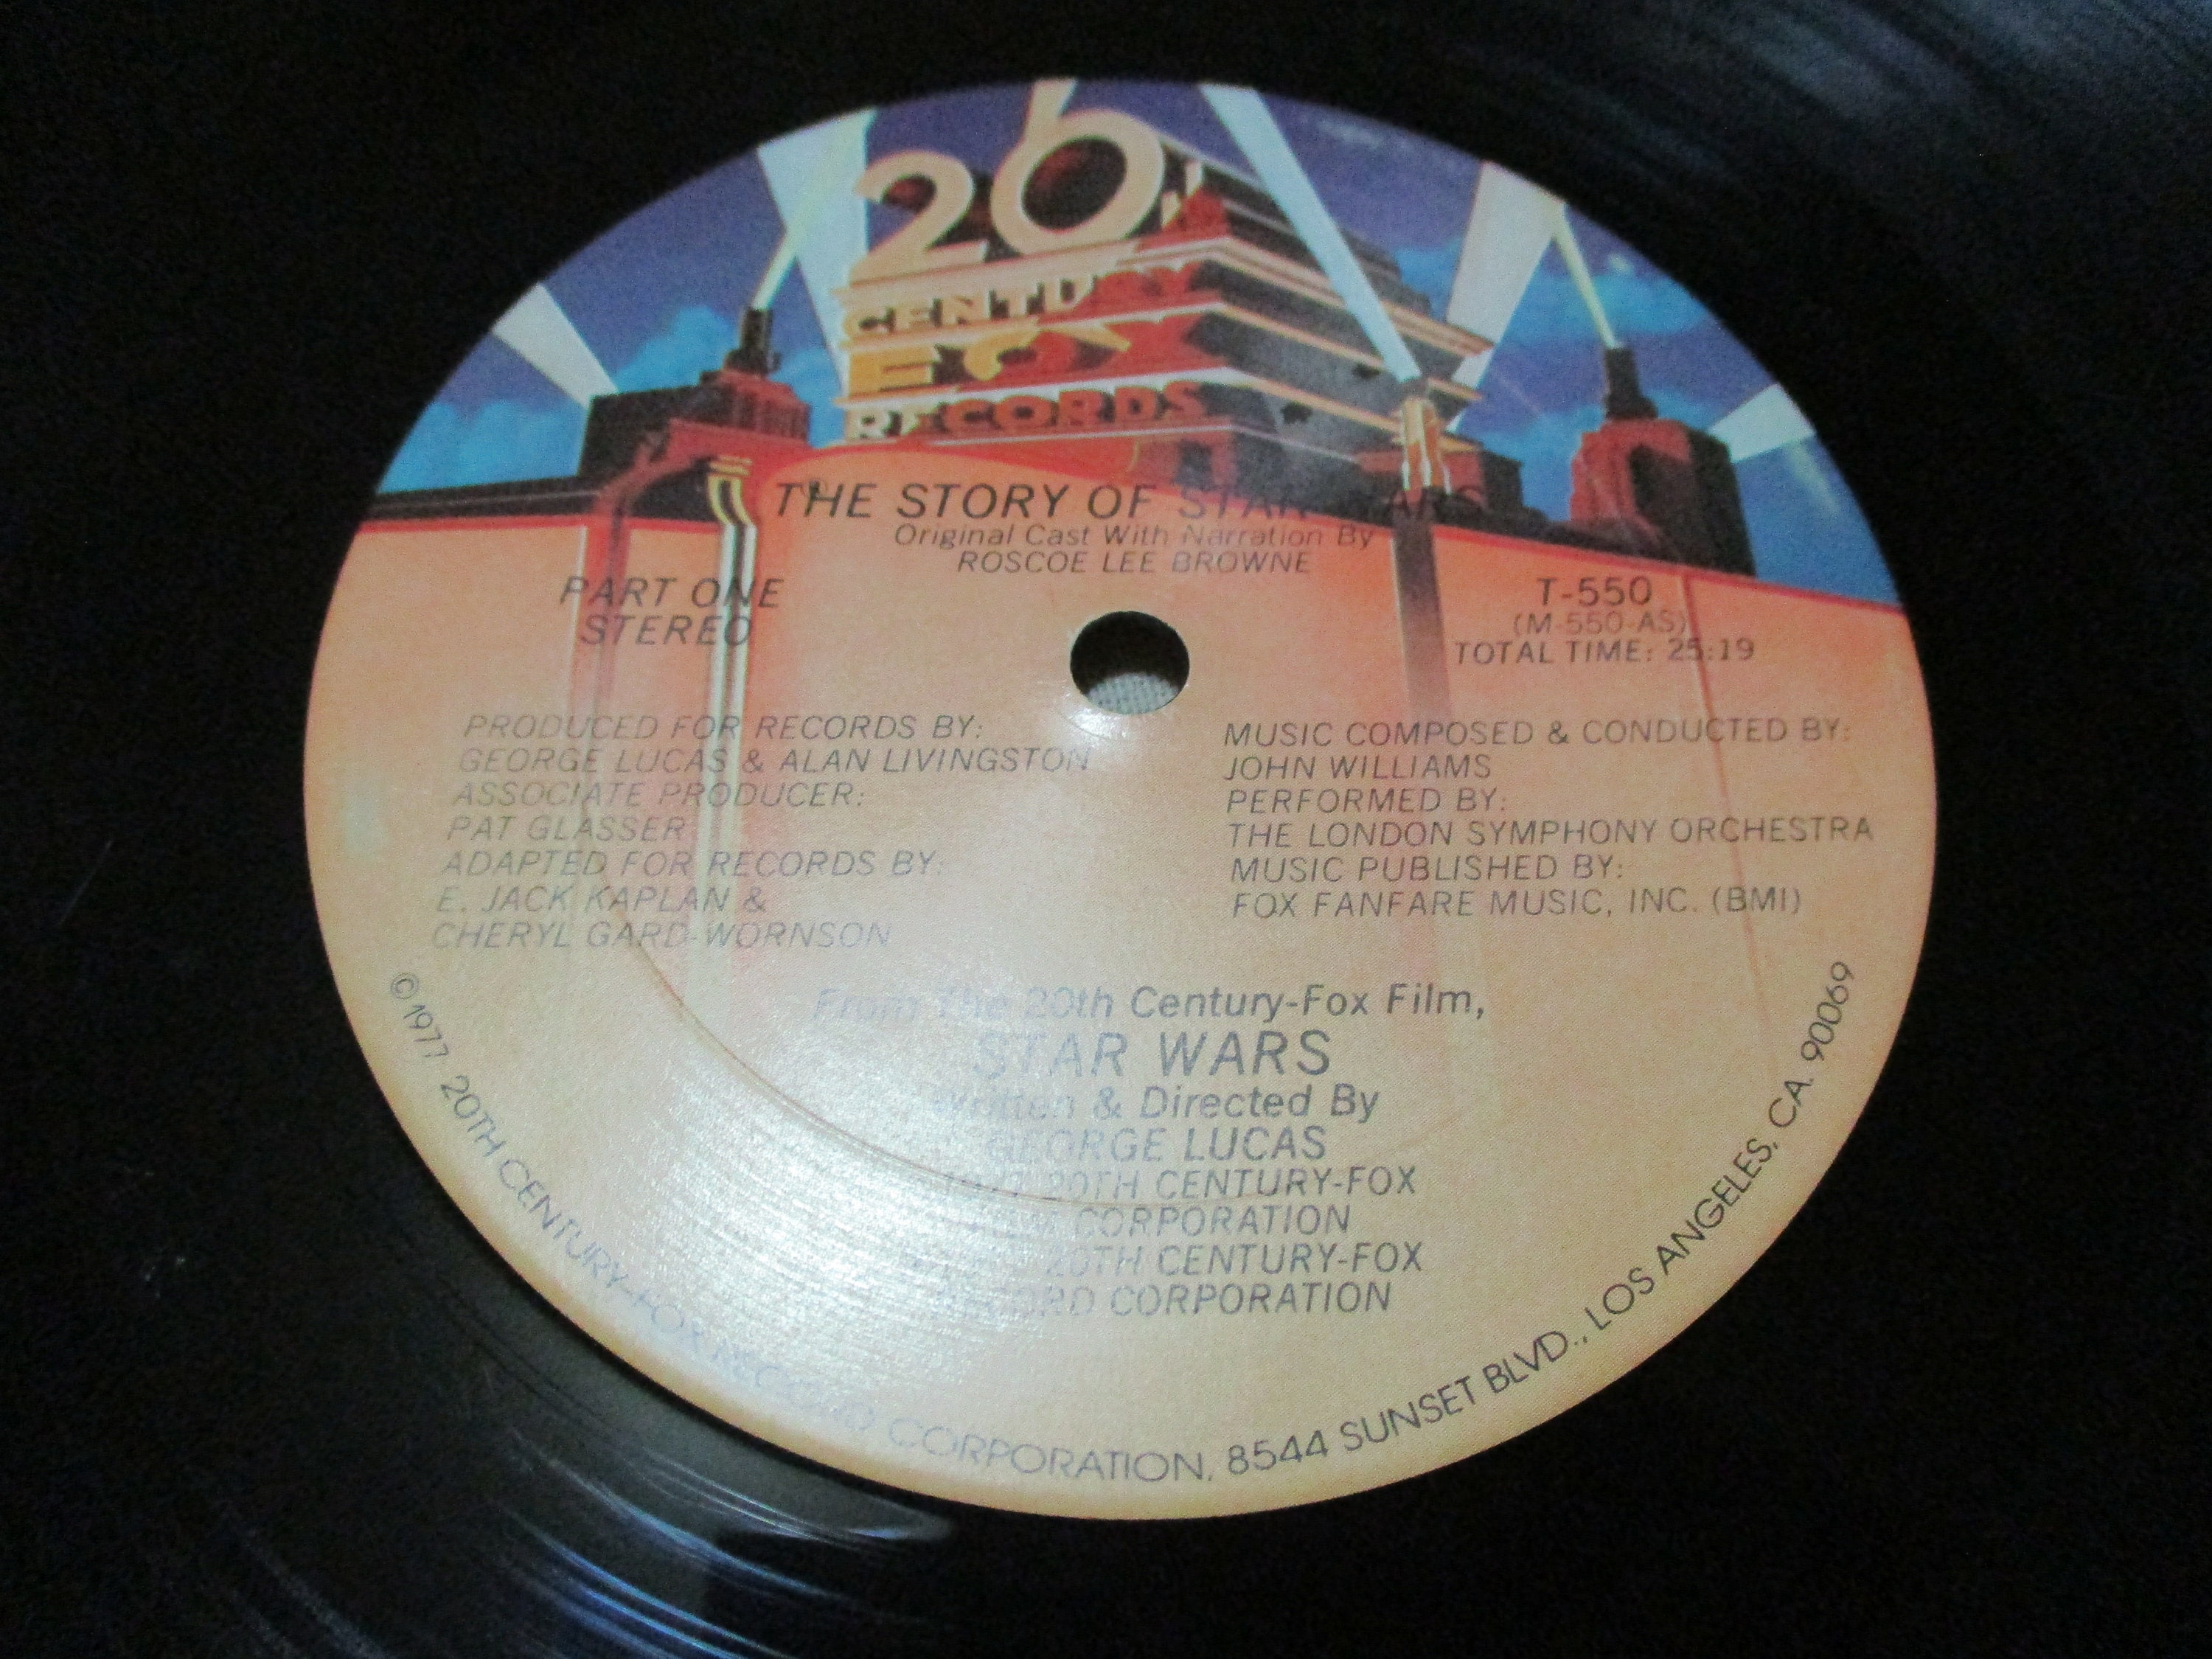 20th
CENTURY
FOX
RECORDS
THE STORY OF STAR WARS
Original Cast With Narration By
ROSCOE LEE BROWNE
PART ONE
STEREO
T-550
(M-550-AS)
TOTAL TIME: 25:19
PRODUCED FOR RECORDS BY:
GEORGE LUCAS & ALAN LIVINGSTON
ASSOCIATE PRODUCER:
PAT GLASSER
ADAPTED FOR RECORDS BY:
E. JACK KAPLAN &
CHERYL GARD-WORNSON
MUSIC COMPOSED & CONDUCTED BY:
JOHN WILLIAMS
PERFORMED BY:
THE LONDON SYMPHONY ORCHESTRA
MUSIC PUBLISHED BY:
FOX FANFARE MUSIC, INC. (BMI)
From The 20th Century-Fox Film,
STAR WARS
Written & Directed By
GEORGE LUCAS
1977 20TH CENTURY-FOX
FILM CORPORATION
20TH CENTURY-FOX
RECORD CORPORATION
© 1977 20TH CENTURY-FOX RECORD CORPORATION, 8544 SUNSET BLVD., LOS ANGELES, CA. 90069